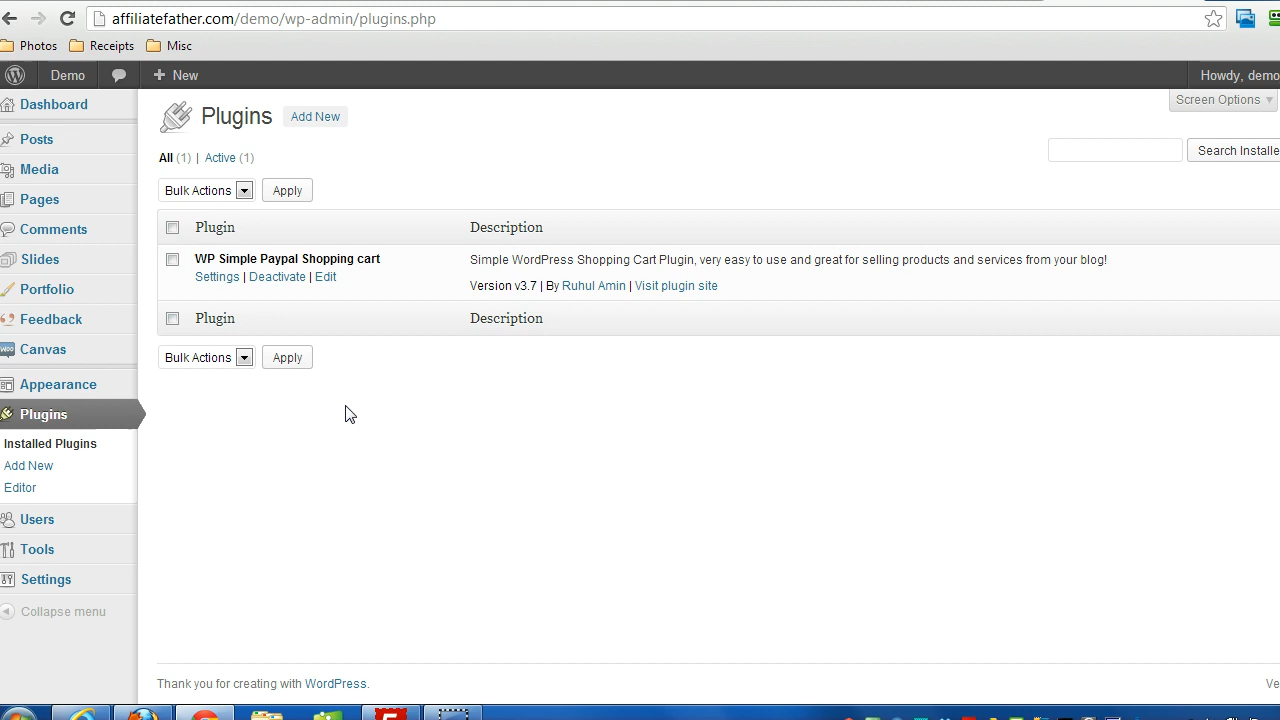 affiliatefather.com/demo/wp-admin/plugins.php
Photos Receipts Misc
Demo + New Howdy, demo
Dashboard
Posts
Media
Pages
Comments
Slides
Portfolio
Feedback
Canvas
Appearance
Plugins
Installed Plugins
Add New
Editor
Users
Tools
Settings
Collapse menu
Plugins Add New
Screen Options
All (1) | Active (1)
Search Installe
Bulk Actions Apply
Plugin Description
WP Simple Paypal Shopping cart
Settings | Deactivate | Edit
Simple WordPress Shopping Cart Plugin, very easy to use and great for selling products and services from your blog!
Version v3.7 | By Ruhul Amin | Visit plugin site
Plugin Description
Bulk Actions Apply
Thank you for creating with WordPress.
Ve